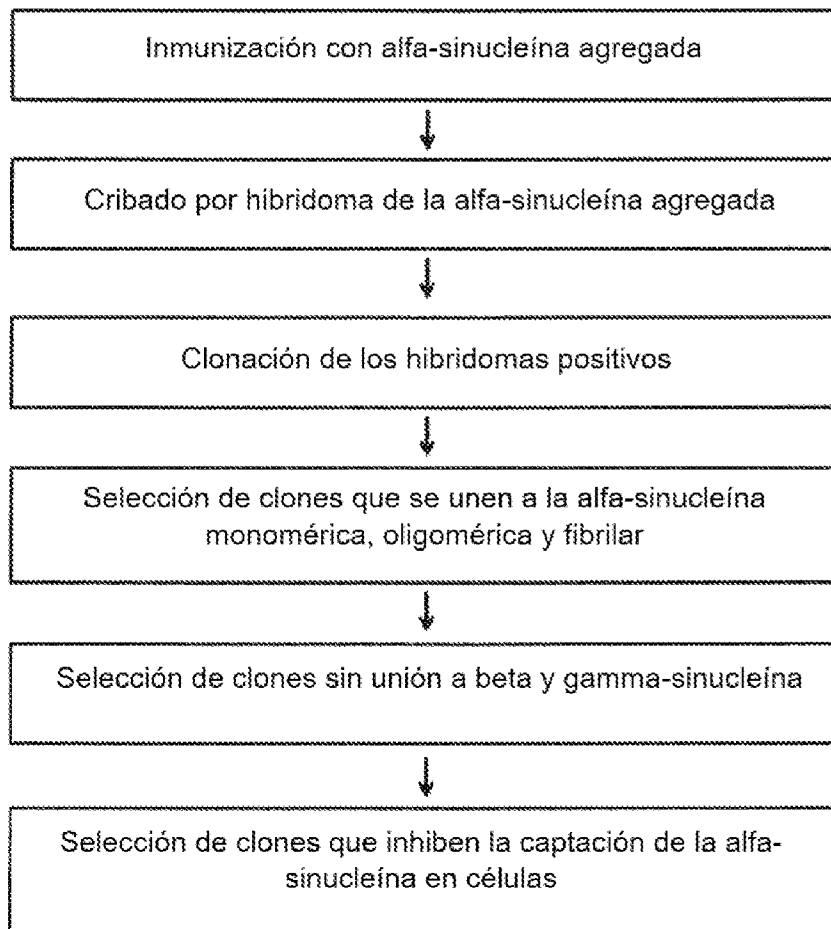 Inmunización con alfa-sinucleína agregada
Cribado por hibridoma de la alfa-sinucleína agregada
Clonación de los hibridomas positivos
Selección de clones que se unen a la alfa-sinucleína
monomérica, oligomérica y fibrilar
Selección de clones sin unión a beta y gamma-sinucleína
Selección de clones que inhiben la captación de la alfa-
sinucleína en células